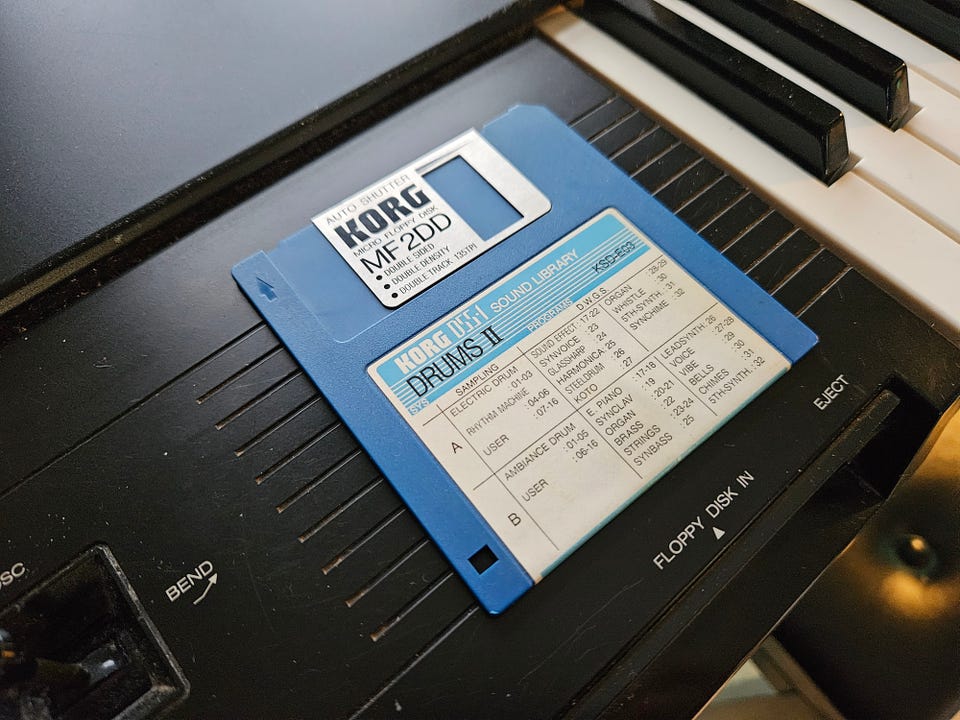 AUTO SHUTTER
KORG
MICRO FLOPPY DISK
MF2DD
DOUBLE SIDED
DOUBLE DENSITY
DOUBLE TRACK 135TPI
KORG DSS-1 SOUND LIBRARY
DRUMS II
KSD-E03
SYS
SAMPLING
PROGRAMS
D.W.G.S
A
ELECTRIC DRUM
:01-03
RHYTHM MACHINE
:04-06
USER
:07-16
SOUND EFFECT :17-22
SYNVOICE :23
GLASSHARP :24
HARMONICA :25
STEELDRUM :26
KOTO :27
ORGAN :28-29
WHISTLE :30
5TH-SYNTH. :31
SYNCHIME :32
B
AMBIANCE DRUM
:01-05
USER
:06-16
E. PIANO :17-18
SYNCLAV :19
ORGAN :20-21
BRASS :22
STRINGS :23-24
SYNBASS :25
LEADSYNTH :26
VOICE :27-28
VIBE :29
BELLS :30
CHIMES :31
5TH-SYNTH. :32
EJECT
FLOPPY DISK IN
BEND
OSC